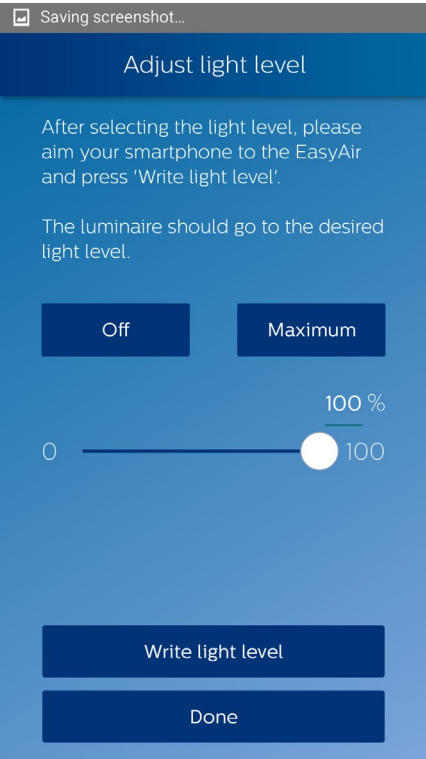 Saving screenshot...
Adjust light level
After selecting the light level, please
aim your smartphone to the EasyAir
and press 'Write light level'.
The luminaire should go to the desired
light level.
Off
Maximum
100 %
0
100
Write light level
Done